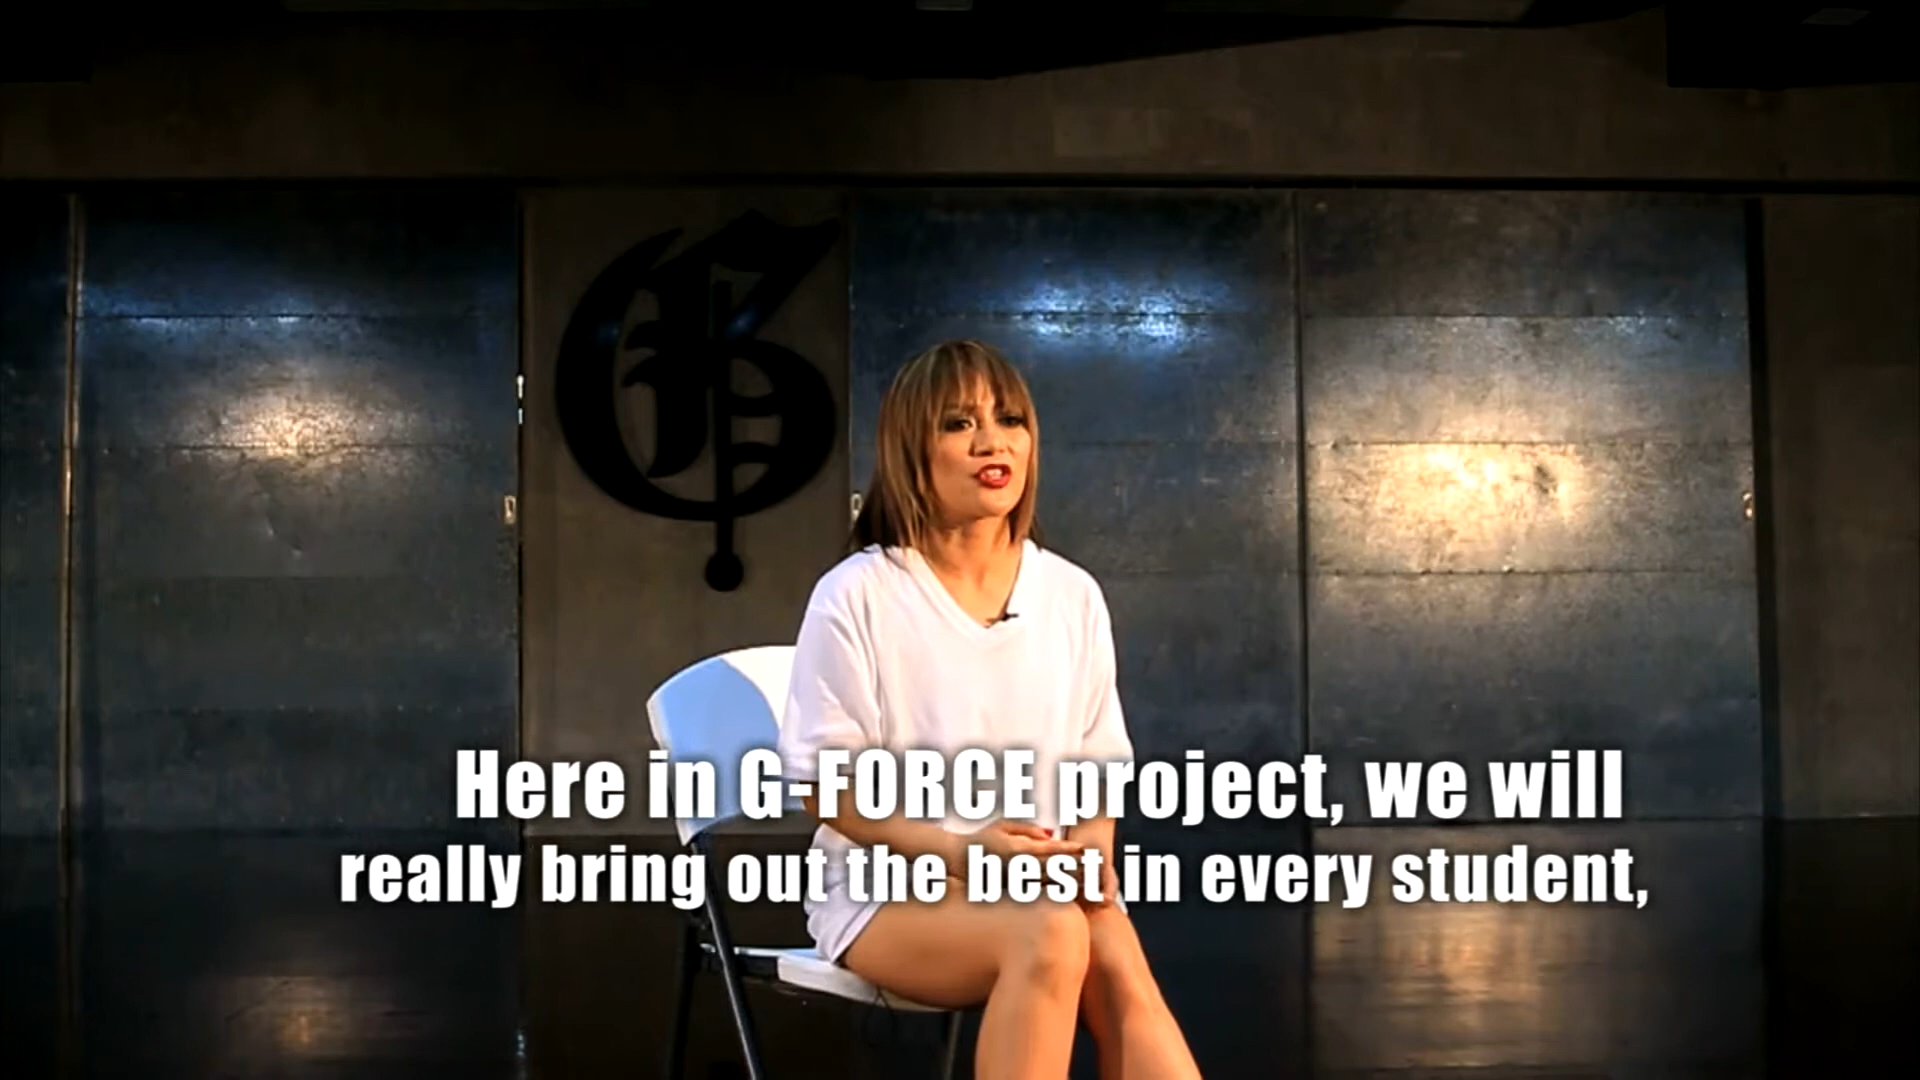 G
Here in G-FORCE project, we will
really bring out the best in every student,